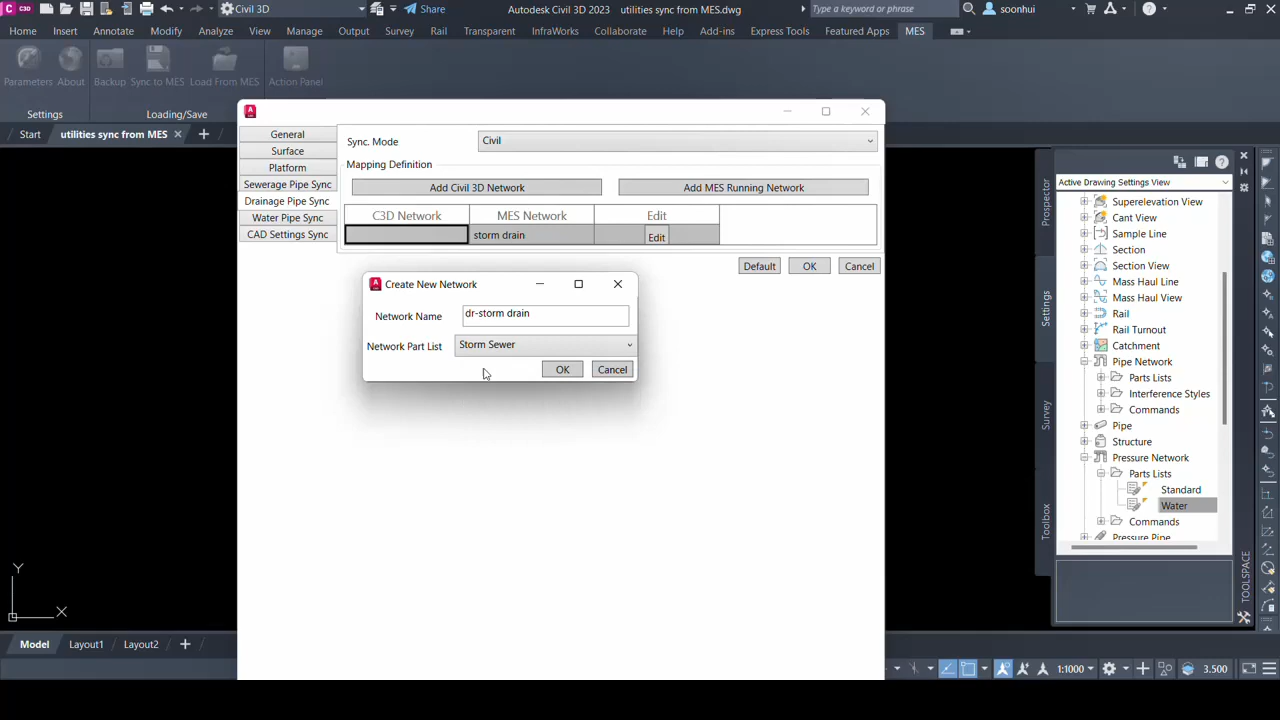 C3D
Civil 3D
Share
Autodesk Civil 3D 2023 utilities sync from MES.dwg
Type a keyword or phrase
soonhui
?
Home Insert Annotate Modify Analyze View Manage Output Survey Rail Transparent InfraWorks Collaborate Help Add-ins Express Tools Featured Apps MES
Parameters About Backup Sync to MES Load From MES Action Panel
Settings Loading/Save
Start utilities sync from MES
General
Surface
Platform
Sewerage Pipe Sync
Drainage Pipe Sync
Water Pipe Sync
CAD Settings Sync
Sync. Mode Civil
Mapping Definition
Add Civil 3D Network Add MES Running Network
C3D Network MES Network Edit
storm drain Edit
Default OK Cancel
Create New Network
Network Name dr-storm drain
Network Part List Storm Sewer
OK Cancel
Active Drawing Settings View
Superelevation View
Cant View
Sample Line
Section
Section View
Mass Haul Line
Mass Haul View
Rail
Rail Turnout
Catchment
Pipe Network
Parts Lists
Interference Styles
Commands
Pipe
Structure
Pressure Network
Parts Lists
Standard
Water
Commands
Pressure Pipe
Prospector
Settings
Survey
Toolbox
TOOLSPACE
Y
X
Model Layout1 Layout2
1:1000 3.500